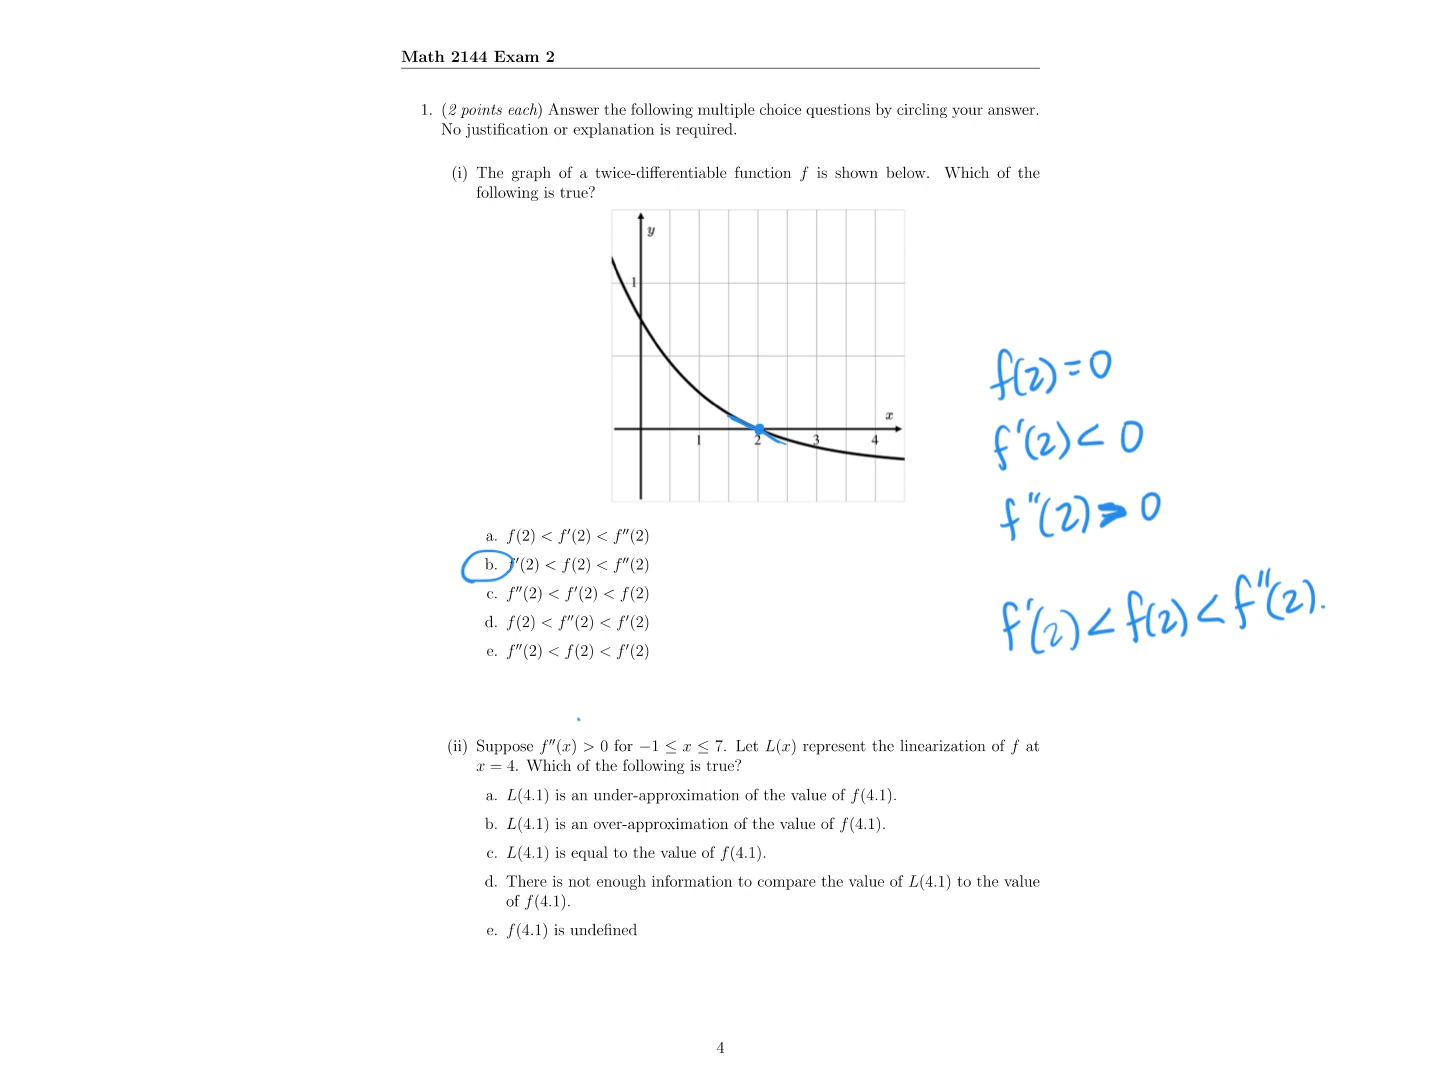 Math 2144 Exam 2
1. (2 points each) Answer the following multiple choice questions by circling your answer.
No justification or explanation is required.
(i) The graph of a twice-differentiable function f is shown below. Which of the
following is true?
y
1
x
1 2 3 4
f(2) = 0
f'(2) < 0
f''(2) > 0
f'(2) < f(2) < f''(2).
a. f(2) < f′(2) < f″(2)
b. f′(2) < f(2) < f″(2)
c. f″(2) < f′(2) < f(2)
d. f(2) < f″(2) < f′(2)
e. f″(2) < f(2) < f′(2)
(ii) Suppose f″(x) > 0 for −1 ≤ x ≤ 7. Let L(x) represent the linearization of f at
x = 4. Which of the following is true?
a. L(4.1) is an under-approximation of the value of f(4.1).
b. L(4.1) is an over-approximation of the value of f(4.1).
c. L(4.1) is equal to the value of f(4.1).
d. There is not enough information to compare the value of L(4.1) to the value
of f(4.1).
e. f(4.1) is undefined
4